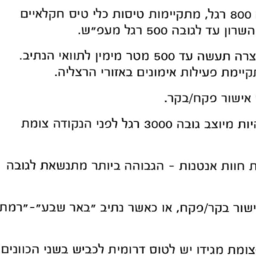 800 רגל, מתקיימות טיסות כלי טיס חקלאיים
השרון עד לגובה 500 רגל מעפ"ש.
צרה תעשה עד 500 מטר מימין לתוואי הנתיב.
קיימת פעילות אימונים באזורי הרצליה.
אישור פקח/בקר.
יות מיוצב גובה 3000 רגל לפני הנקודה צומת
ת חוות אנטנות - הגבוהה ביותר מתנשאת לגובה
ישור בקר/פקח, או כאשר נתיב "באר שבע"-"רמת
צומת מגידו יש לטוס דרומית לכביש בשני הכוונים